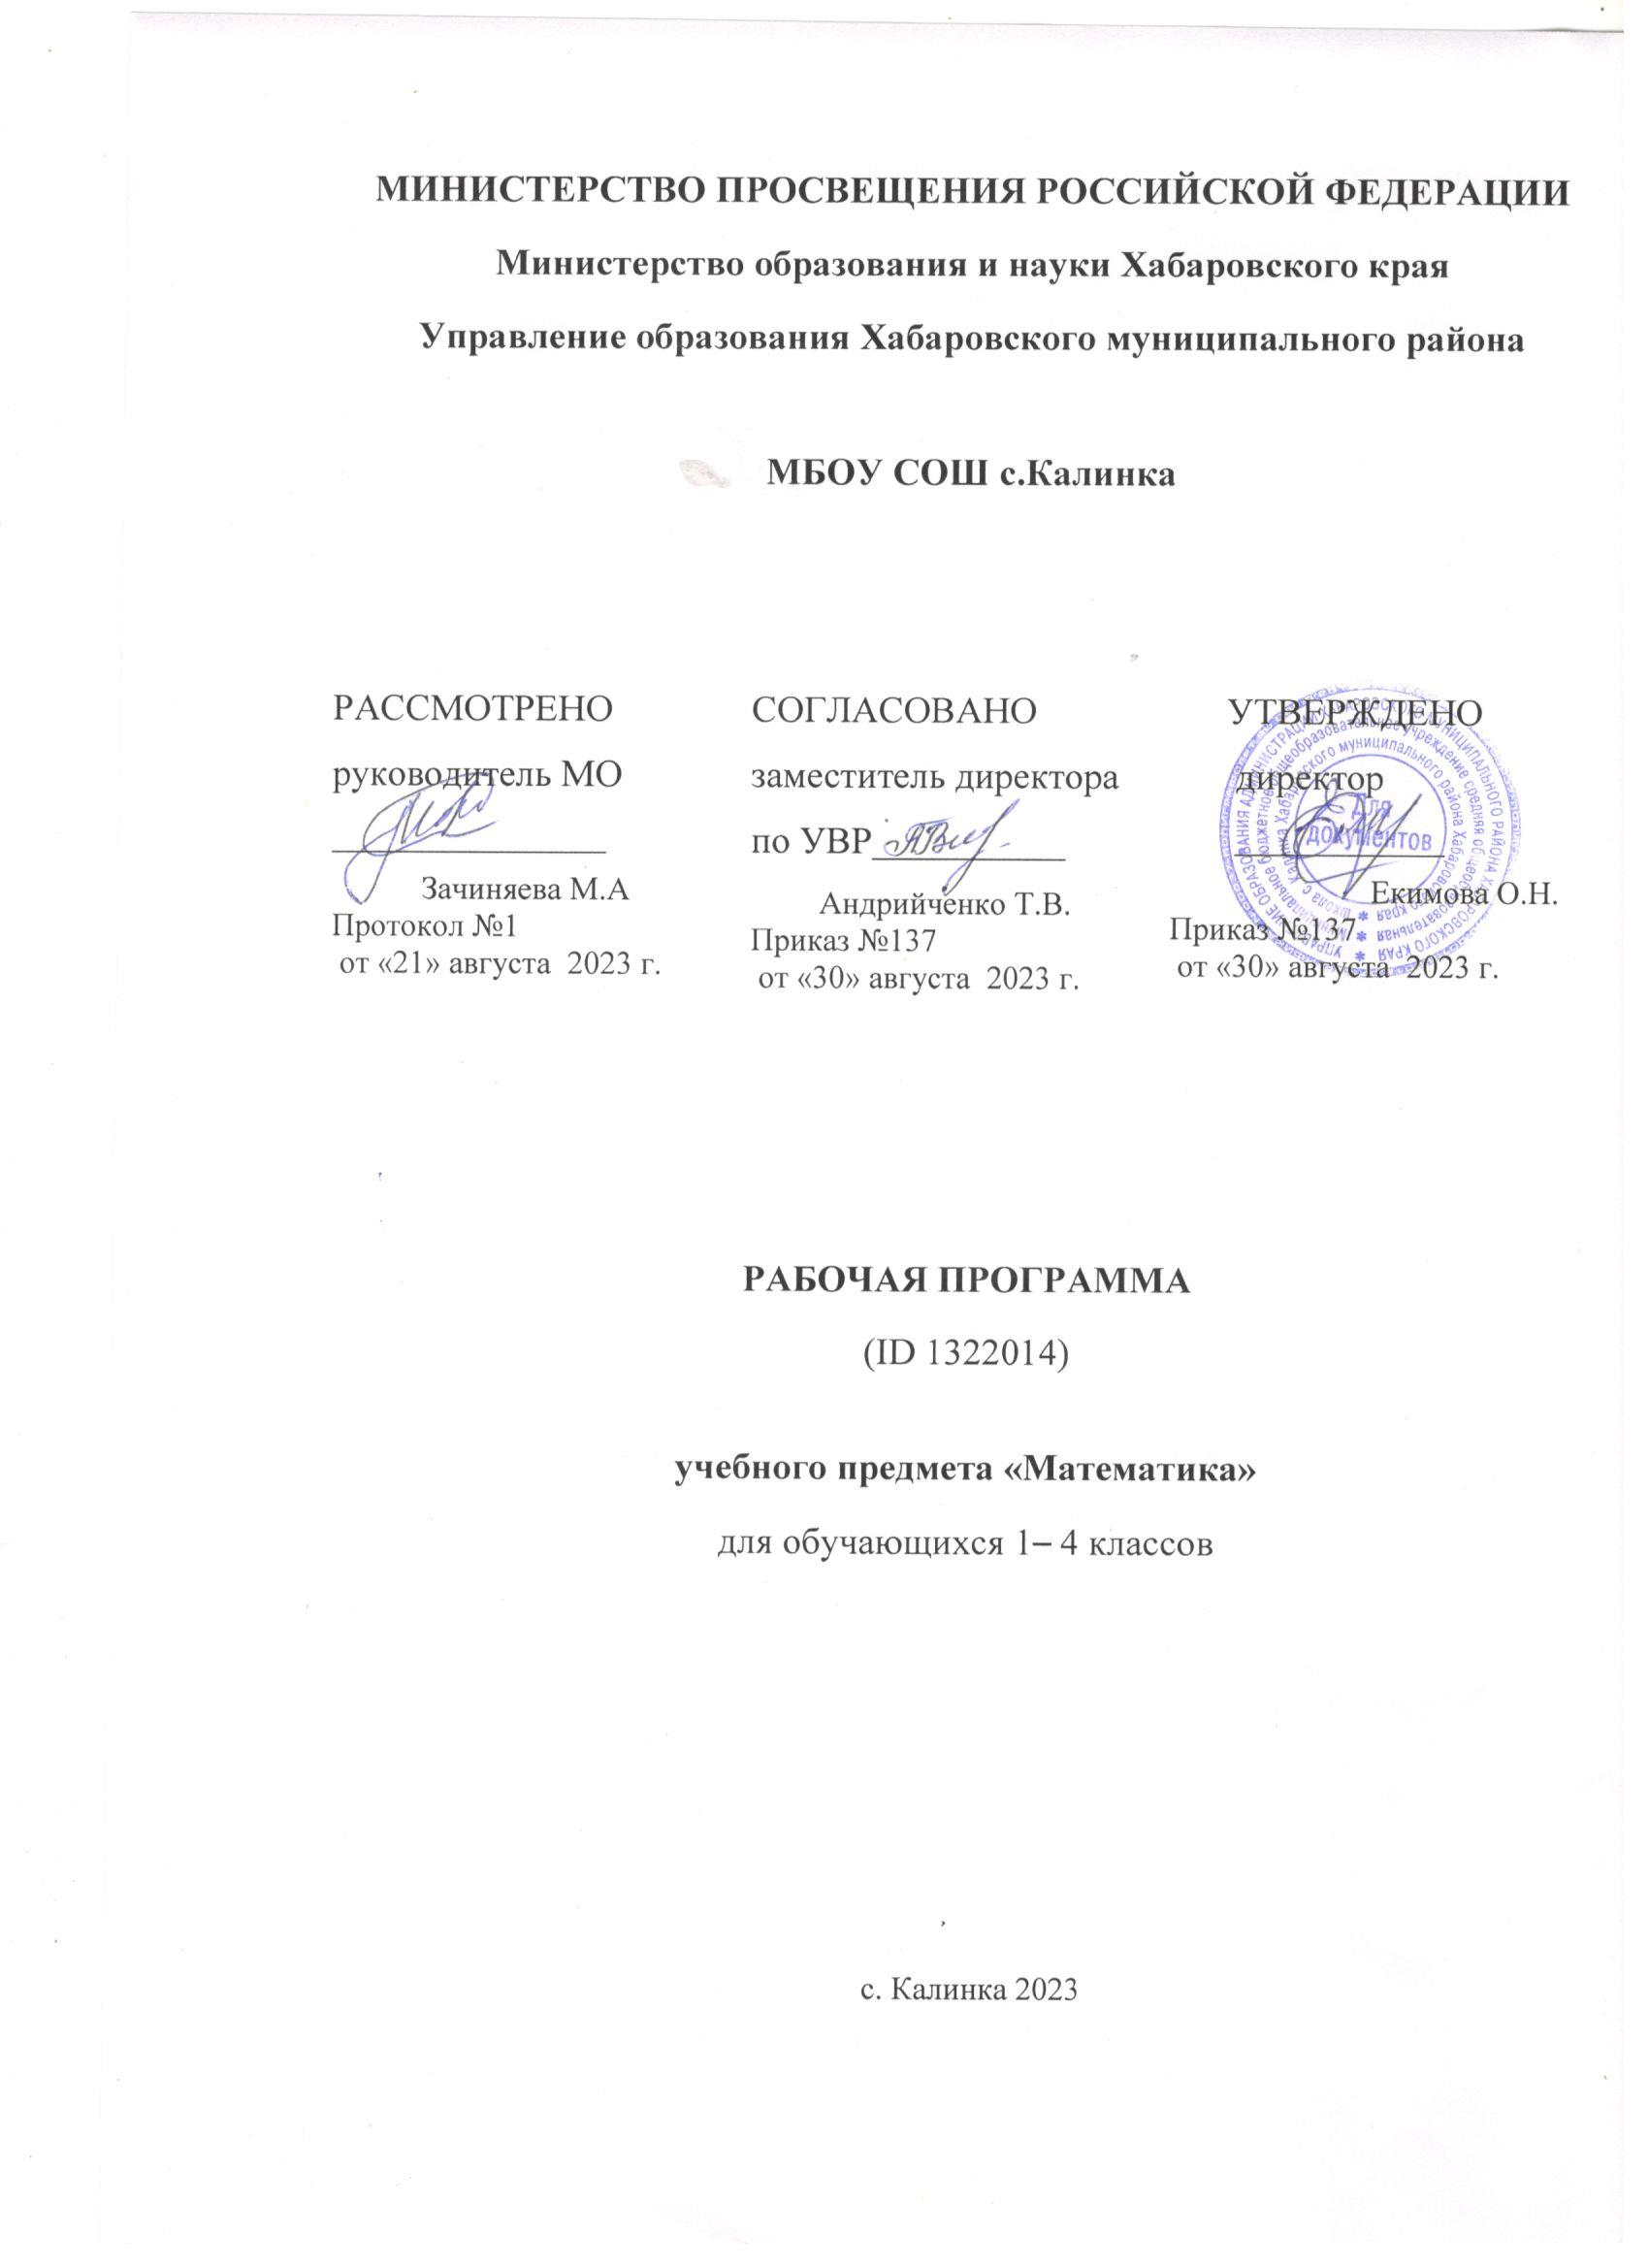 МИНИСТЕРСТВО ПРОСВЕЩЕНИЯ РОССИЙСКОЙ ФЕДЕРАЦИИ
Министерство образования и науки Хабаровского края
Управление образования Хабаровского муниципального района
МБОУ СОШ с.Калинка
РАССМОТРЕНО
руководитель МО
Зачиняева М.А
Протокол №1
от «21» августа 2023 г.
СОГЛАСОВАНО
заместитель директора
по УВР
Андрийченко Т.В.
Приказ №137
от «30» августа 2023 г.
УТВЕРЖДЕНО
директор
Для
документов
Екимова О.Н.
Приказ №137
от «30» августа 2023 г.
РАБОЧАЯ ПРОГРАММА
(ID 1322014)
учебного предмета «Математика»
для обучающихся 1– 4 классов
с. Калинка 2023